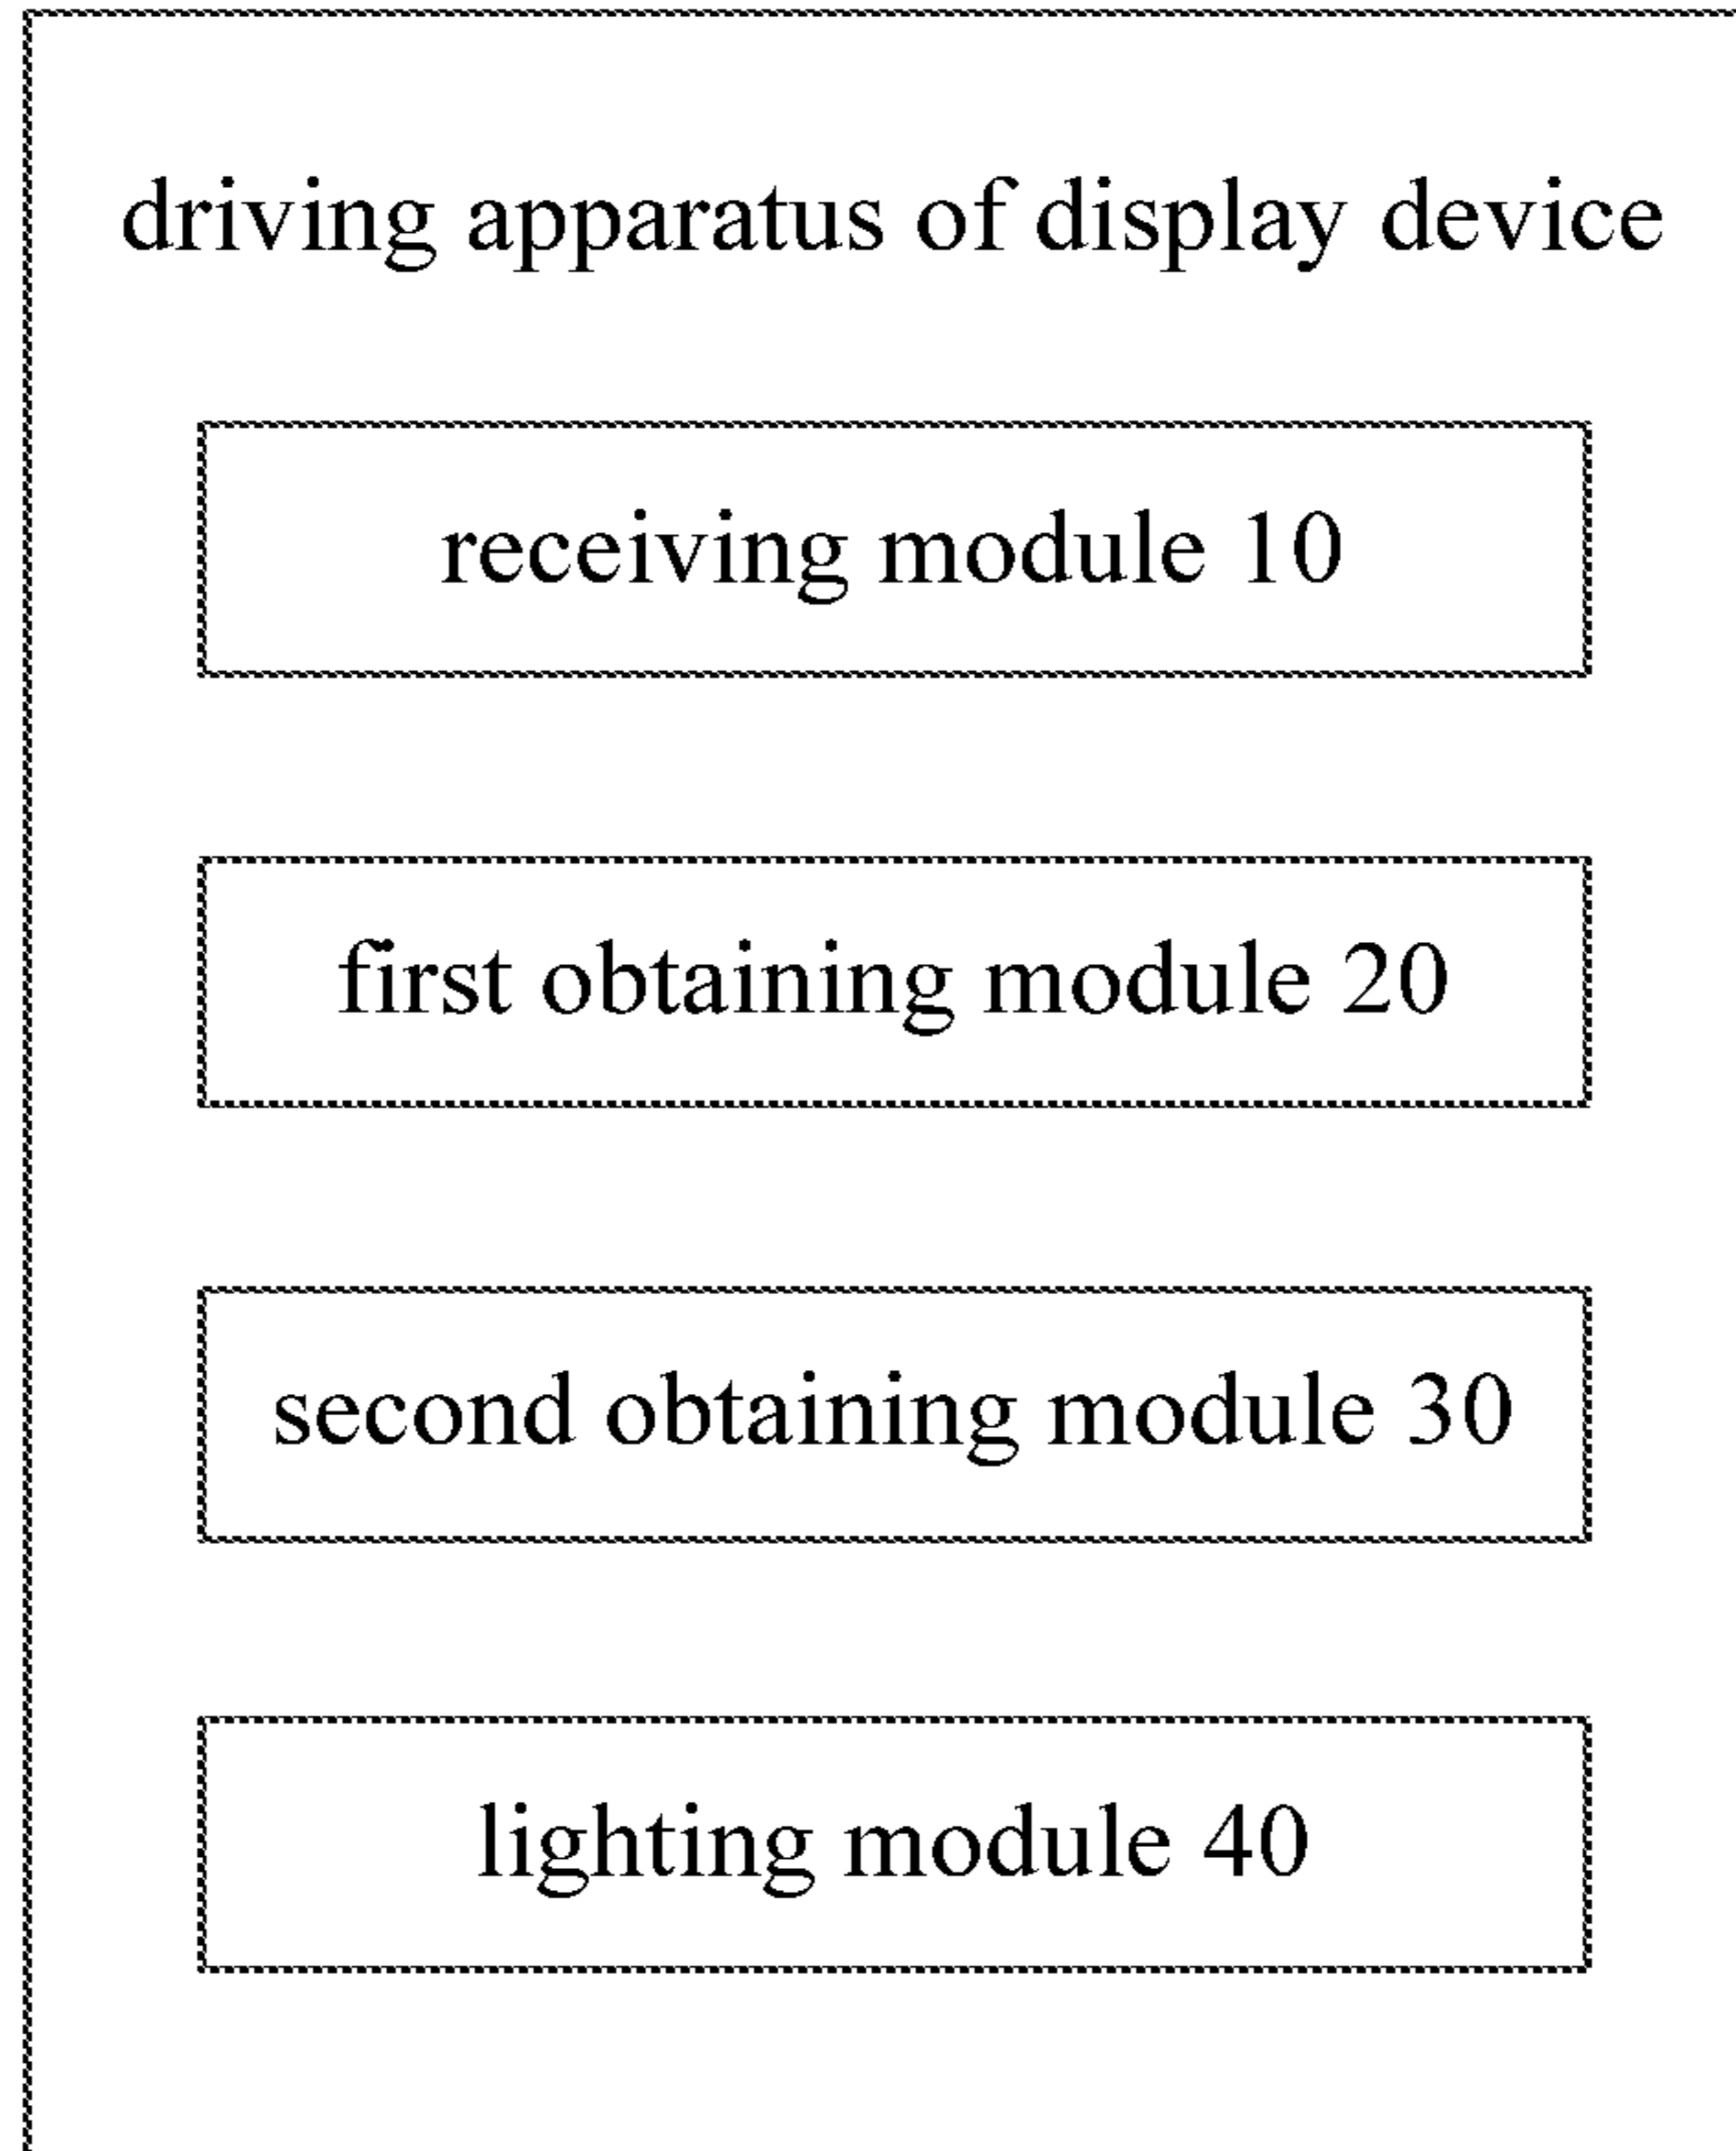 driving apparatus of display device
receiving module 10
first obtaining module 20
second obtaining module 30
lighting module 40